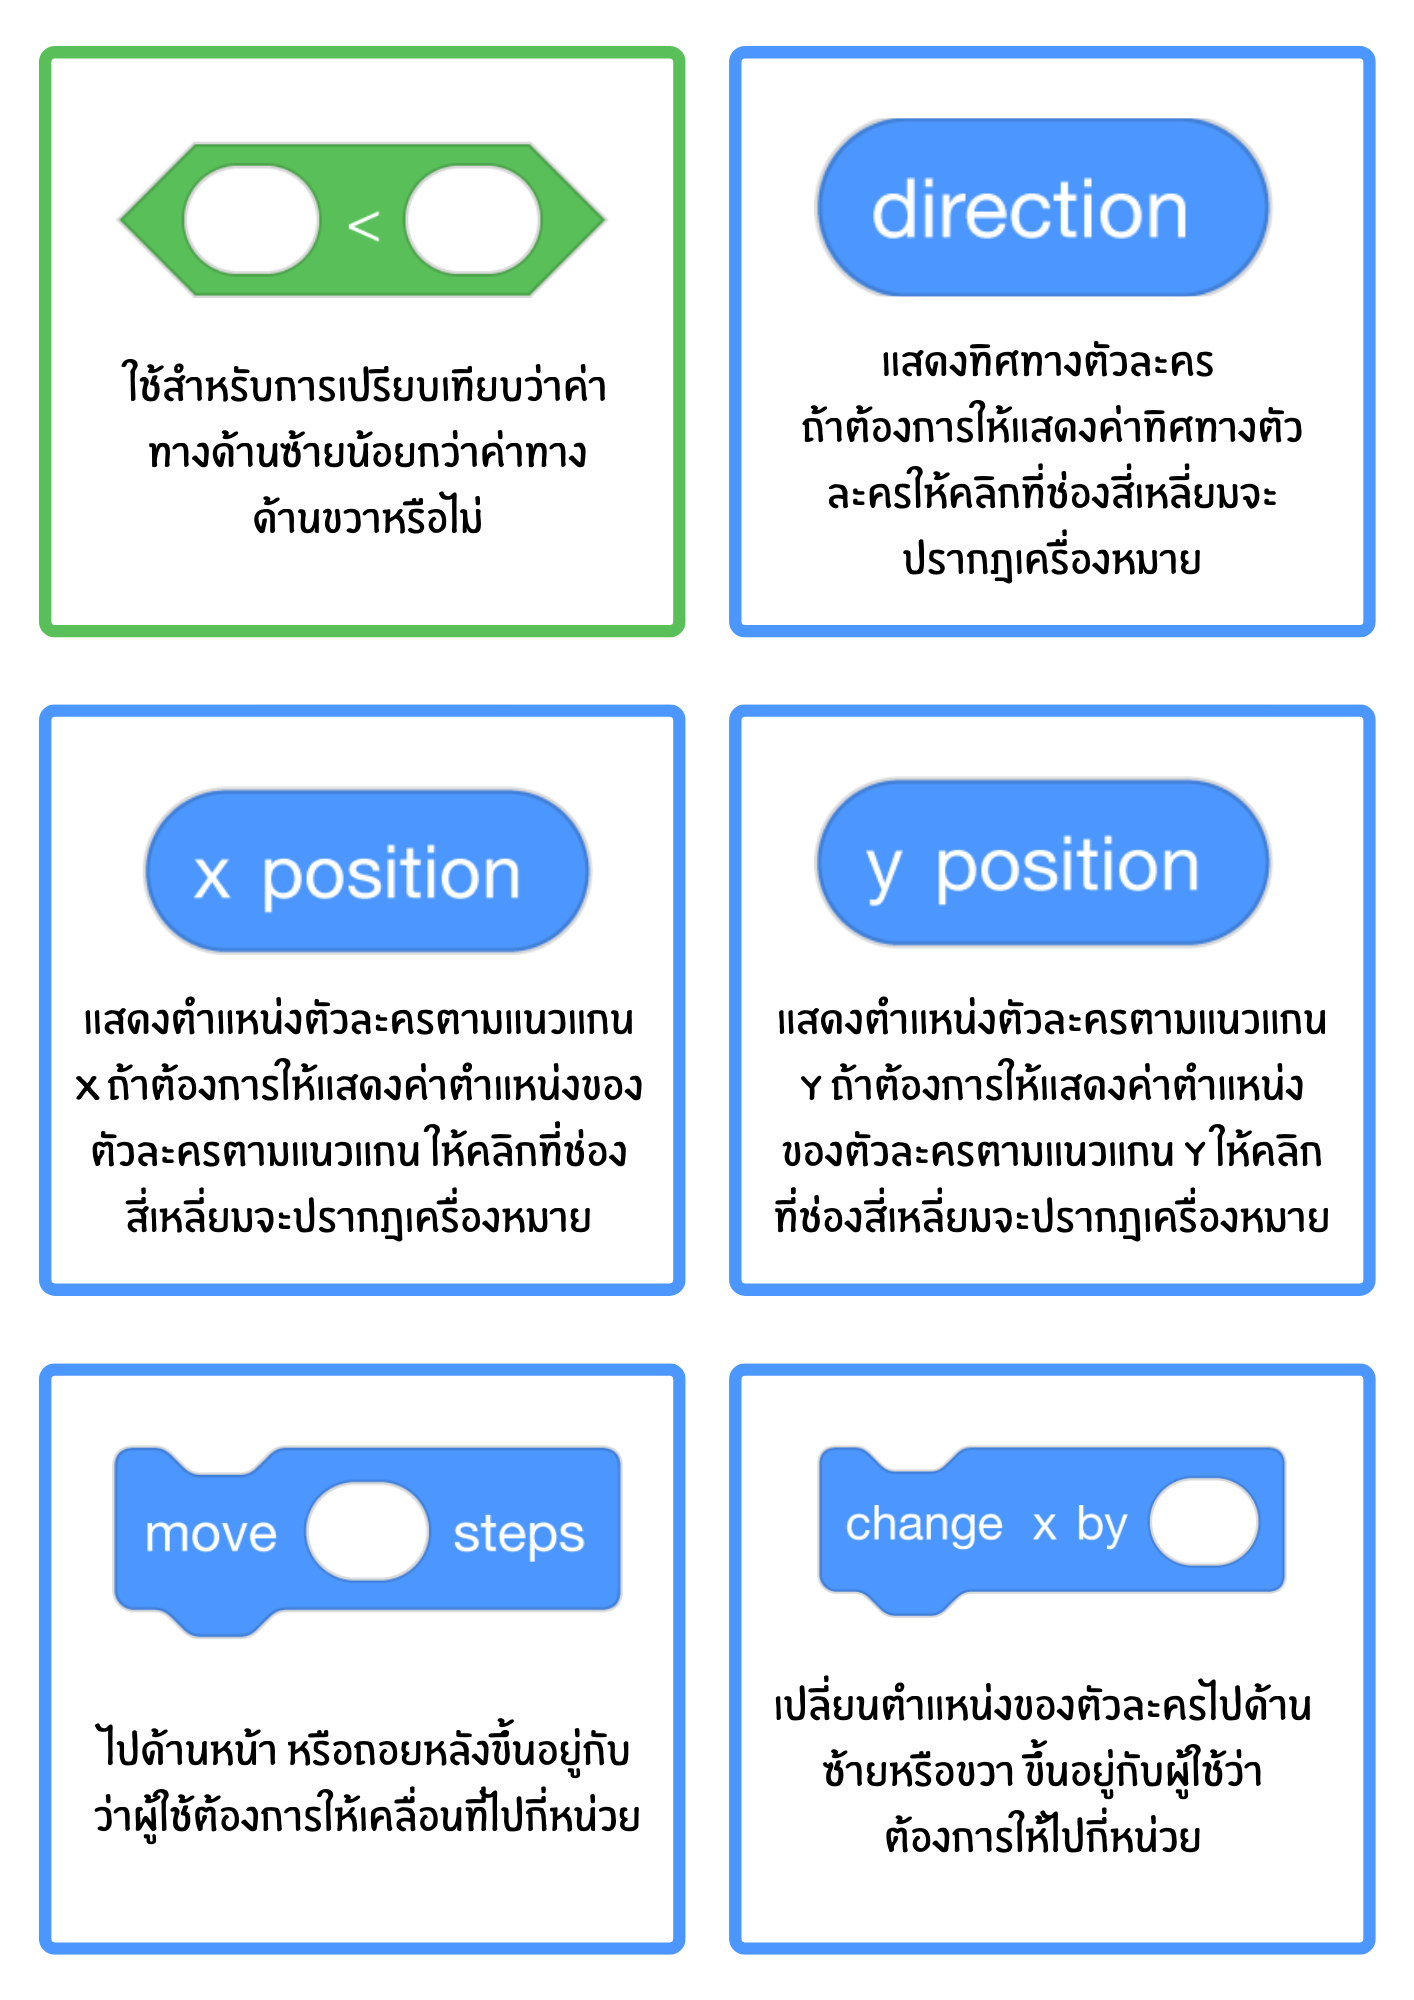 <
ใช้สำหรับการเปรียบเทียบว่าค่า
ทางด้านซ้ายน้อยกว่าค่าทาง
ด้านขวาหรือไม่
direction
แสดงทิศทางตัวละคร
ถ้าต้องการให้แสดงค่าทิศทางตัว
ละครให้คลิกที่ช่องสี่เหลี่ยมจะ
ปรากฎเครื่องหมาย
x position
แสดงตำแหน่งตัวละครตามแนวแกน
X ถ้าต้องการให้แสดงค่าตำแหน่งของ
ตัวละครตามแนวแกน ให้คลิกที่ช่อง
สี่เหลี่ยมจะปรากฎเครื่องหมาย
y position
แสดงตำแหน่งตัวละครตามแนวแกน
Y ถ้าต้องการให้แสดงค่าตำแหน่ง
ของตัวละครตามแนวแกน Y ให้คลิก
ที่ช่องสี่เหลี่ยมจะปรากฎเครื่องหมาย
move steps
ไปด้านหน้า หรือถอยหลังขึ้นอยู่กับ
ว่าผู้ใช้ต้องการให้เคลื่อนที่ไปกี่หน่วย
change x by
เปลี่ยนตำแหน่งของตัวละครไปด้าน
ซ้ายหรือขวา ขึ้นอยู่กับผู้ใช้ว่า
ต้องการให้ไปกี่หน่วย